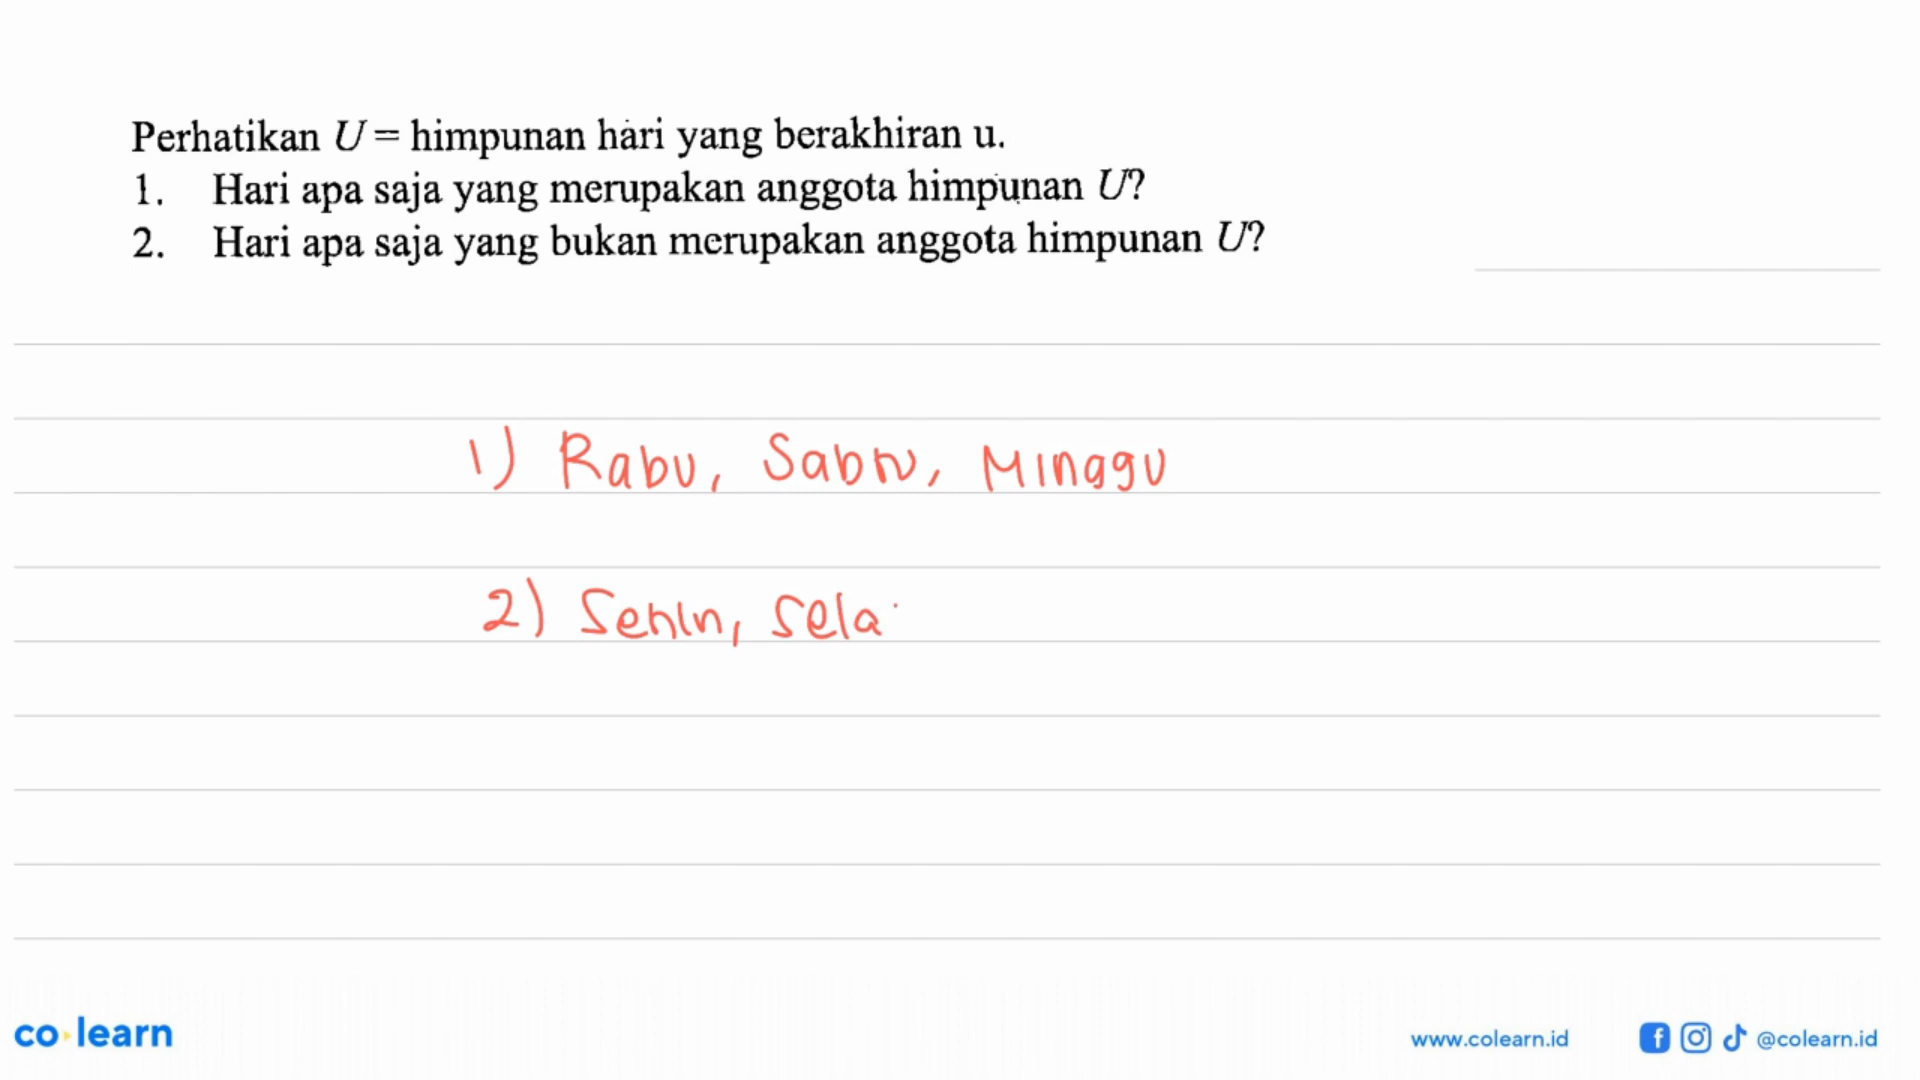 Perhatikan U = himpunan hari yang berakhiran u.
1. Hari apa saja yang merupakan anggota himpunan U?
2. Hari apa saja yang bukan merupakan anggota himpunan U?
1) Rabu, Sabtu, Minggu
2) Senin, Sela
co learn
www.colearn.id @colearn.id